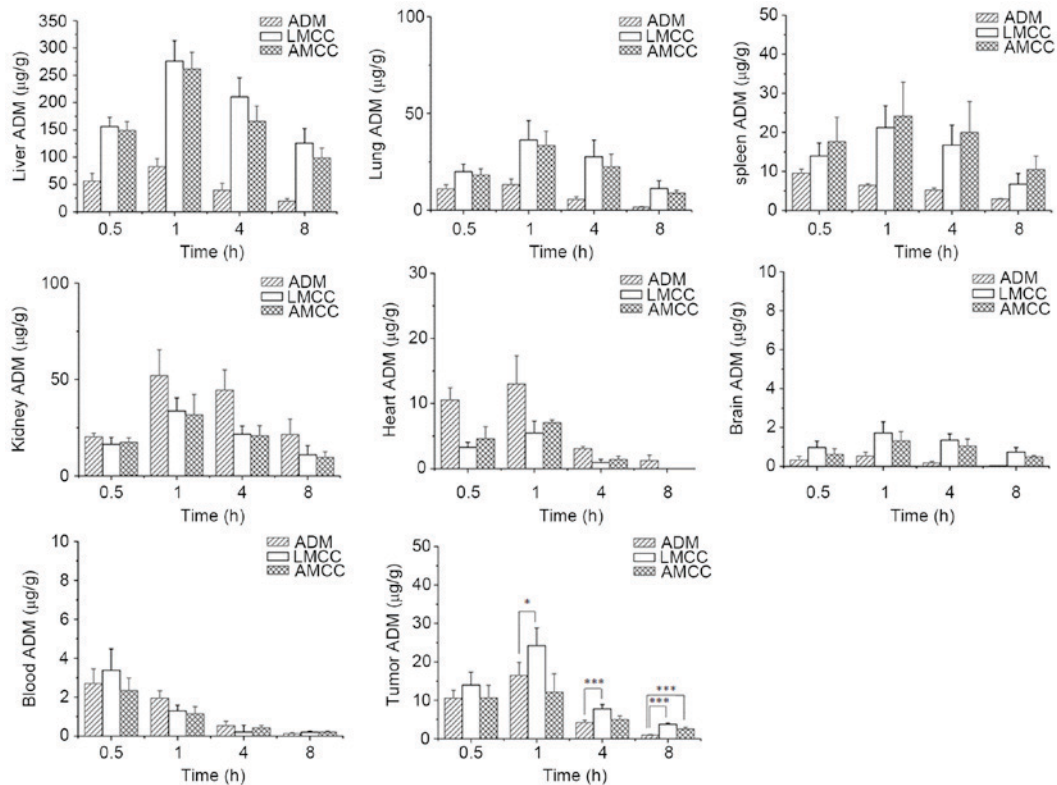 Liver ADM (µg/g)
350
300
250
200
150
100
50
0
ADM
LMCC
AMCC
0.5 1 4 8
Time (h)
Lung ADM (µg/g)
100
50
0
ADM
LMCC
AMCC
0.5 1 4 8
Time (h)
spleen ADM (µg/g)
50
40
30
20
10
0
ADM
LMCC
AMCC
0.5 1 4 8
Time (h)
Kidney ADM (µg/g)
100
50
0
ADM
LMCC
AMCC
0.5 1 4 8
Time (h)
Heart ADM (µg/g)
30
20
10
0
ADM
LMCC
AMCC
0.5 1 4 8
Time (h)
Brain ADM (µg/g)
10
8
6
4
2
0
ADM
LMCC
AMCC
0.5 1 4 8
Time (h)
Blood ADM (µg/g)
10
8
6
4
2
0
ADM
LMCC
AMCC
0.5 1 4 8
Time (h)
Tumor ADM (µg/g)
50
40
30
20
10
0
ADM
LMCC
AMCC
*
***
***
***
0.5 1 4 8
Time (h)